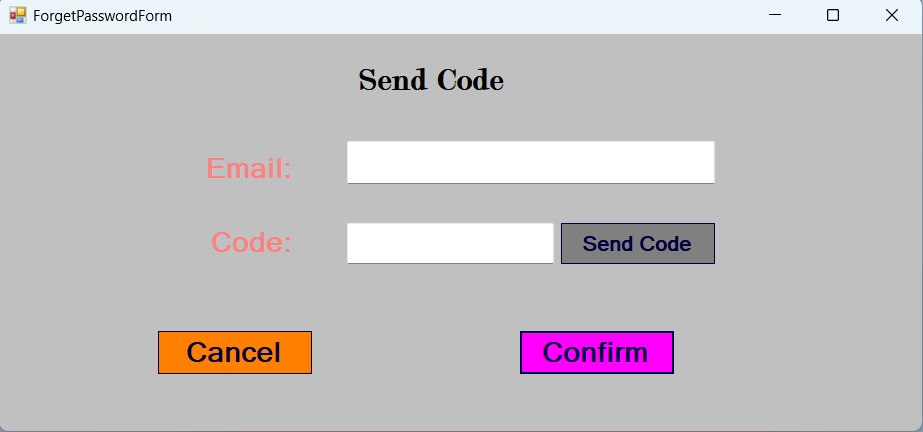 ForgetPasswordForm
Send Code
Email:
Code:
Send Code
Cancel
Confirm